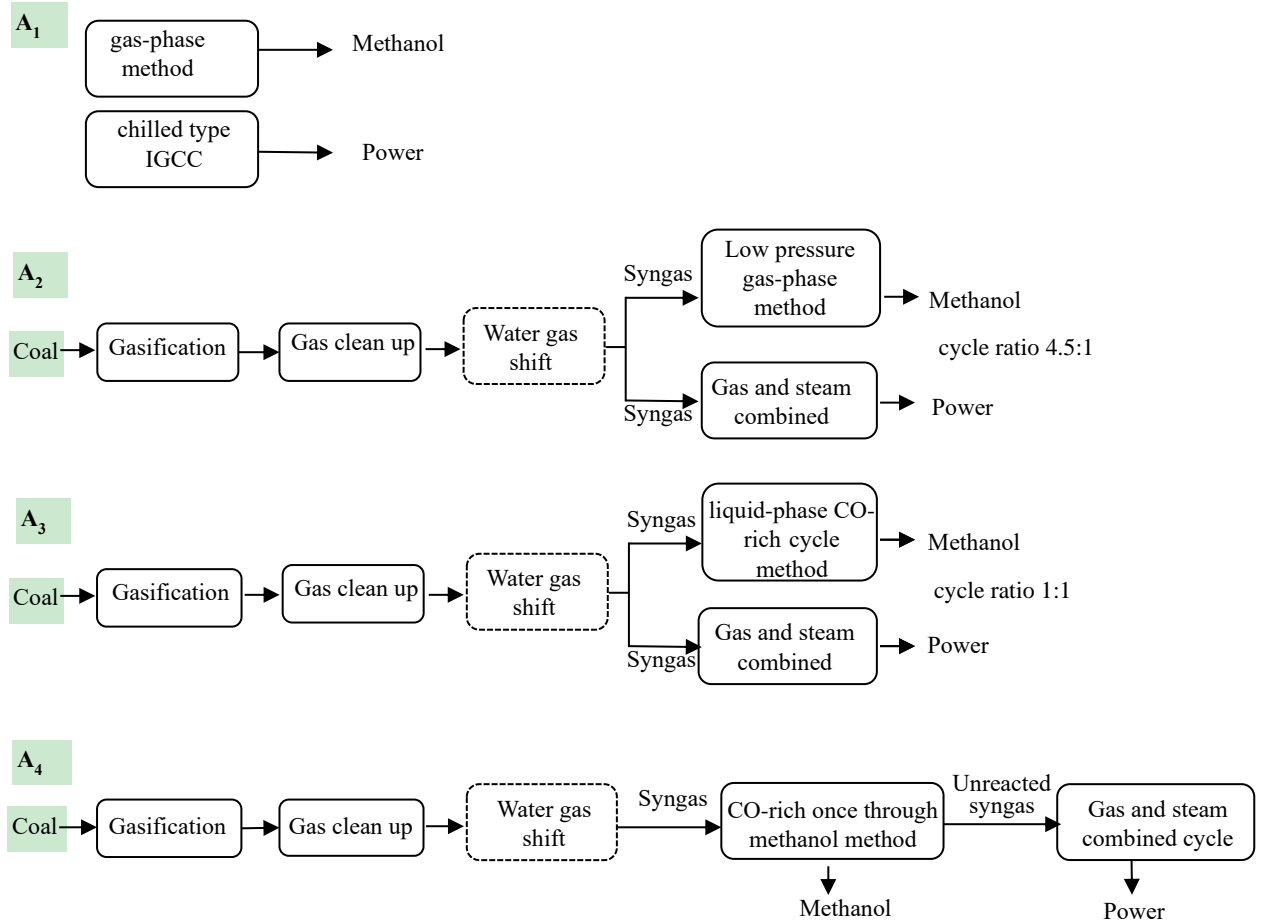 A1
gas-phase
method
Methanol
chilled type
IGCC
Power
A2
Coal
Gasification
Gas clean up
Water gas
shift
Syngas
Syngas
Low pressure
gas-phase
method
Methanol
cycle ratio 4.5:1
Gas and steam
combined
Power
A3
Coal
Gasification
Gas clean up
Water gas
shift
Syngas
Syngas
liquid-phase CO-
rich cycle
method
Methanol
cycle ratio 1:1
Gas and steam
combined
Power
A4
Coal
Gasification
Gas clean up
Water gas
shift
Syngas
CO-rich once through
methanol method
Methanol
Unreacted
syngas
Gas and steam
combined cycle
Power